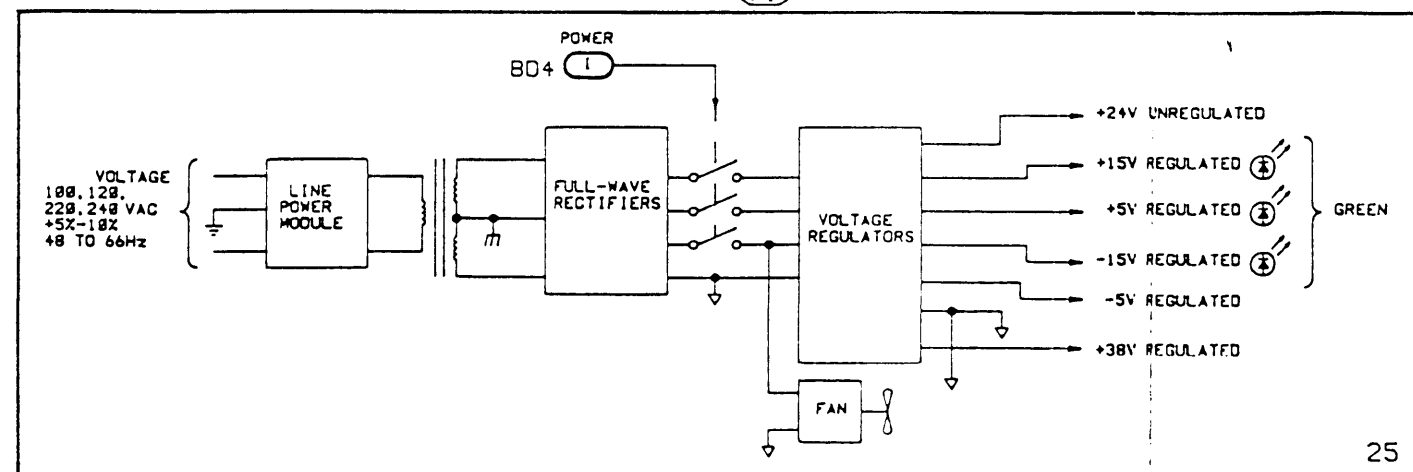 POWER
BD4 I
VOLTAGE
100,120,
220,240 VAC
+5%-10%
48 TO 66Hz
LINE
POWER
MODULE
FULL-WAVE
RECTIFIERS
VOLTAGE
REGULATORS
+24V UNREGULATED
+15V REGULATED
+5V REGULATED
-15V REGULATED
-5V REGULATED
+38V REGULATED
GREEN
FAN
25